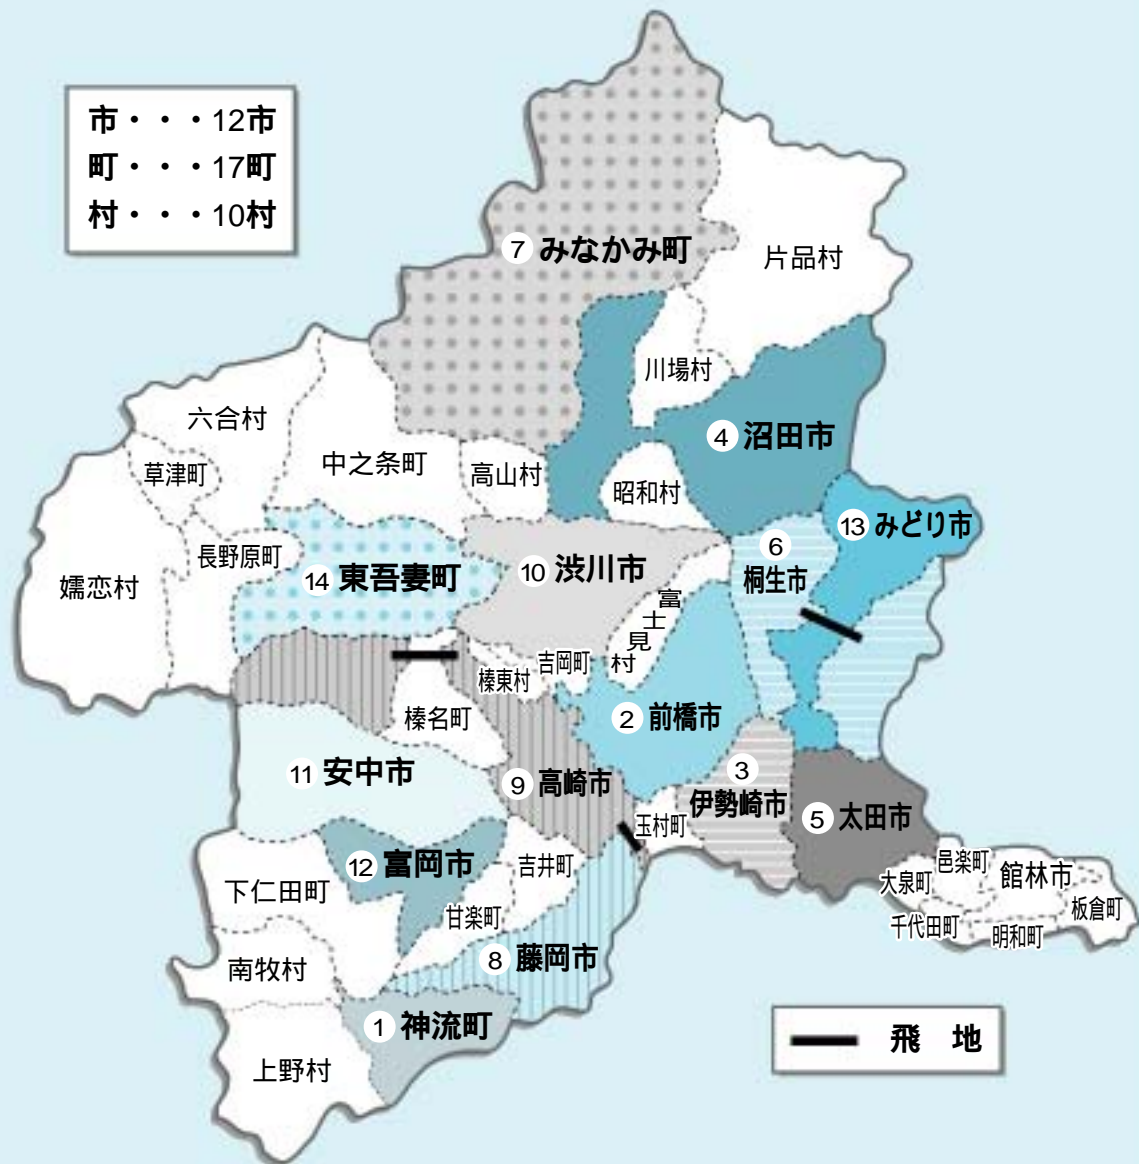 市・・・12市
町・・・17町
村・・・10村
⑦ みなかみ町
片品村
川場村
六合村
④ 沼田市
中之条町
草津町
高山村
昭和村
⑬ みどり市
⑥
桐生市
長野原町
⑩ 渋川市
嬬恋村
⑭ 東吾妻町
富士見村
吉岡町
榛東村
榛名町
② 前橋市
⑪ 安中市
⑨ 高崎市
③
伊勢崎市
玉村町
⑤ 太田市
⑫ 富岡市
吉井町
邑楽町
館林市
大泉町
下仁田町
板倉町
甘楽町
千代田町
明和町
⑧ 藤岡市
南牧村
① 神流町
飛 地
上野村